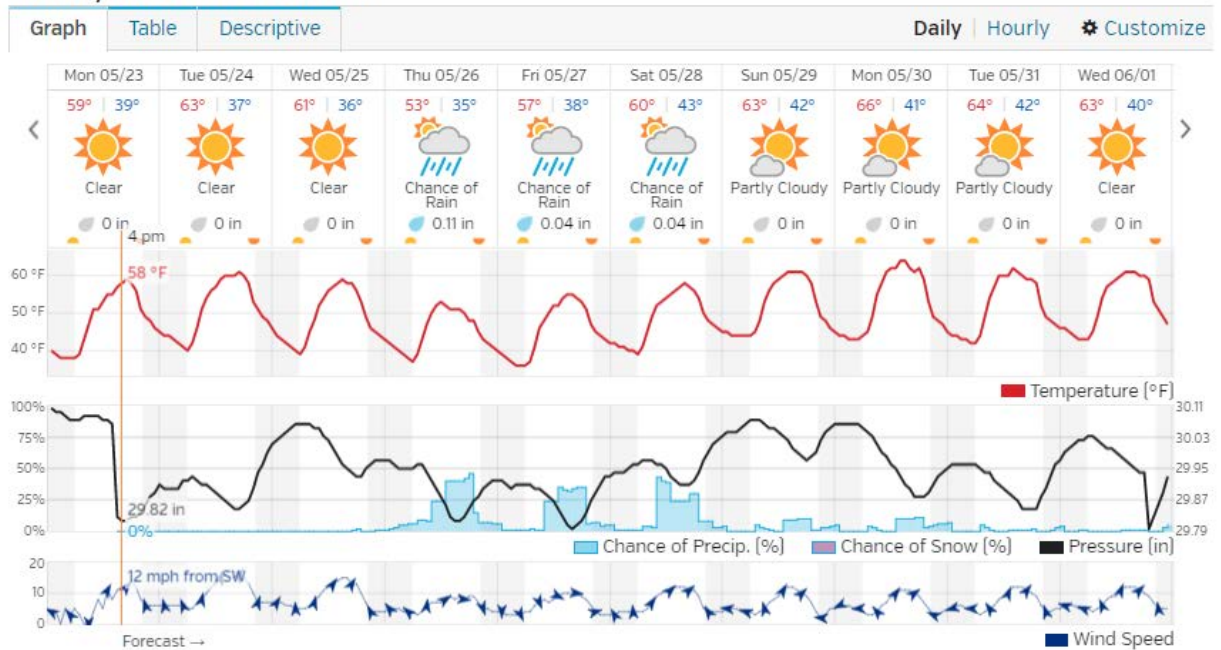 Graph Table Descriptive Daily | Hourly Customize
Mon 05/23 Tue 05/24 Wed 05/25 Thu 05/26 Fri 05/27 Sat 05/28 Sun 05/29 Mon 05/30 Tue 05/31 Wed 06/01
59° | 39° 63° | 37° 61° | 36° 53° | 35° 57° | 38° 60° | 43° 63° | 42° 66° | 41° 64° | 42° 63° | 40°
Clear Clear Clear Chance of Chance of Chance of Partly Cloudy Partly Cloudy Partly Cloudy Clear
Rain Rain Rain
0 in 0 in 0 in 0.11 in 0.04 in 0.04 in 0 in 0 in 0 in 0 in
4 pm
60 °F 58 °F
50 °F
40 °F
Temperature (°F)
100% 30.11
75% 30.03
50% 29.95
25% 29.87
29.82 in
0% 0% 29.79
Chance of Precip. (%) Chance of Snow (%) Pressure (in)
20
12 mph from SW
10
0
Forecast → Wind Speed